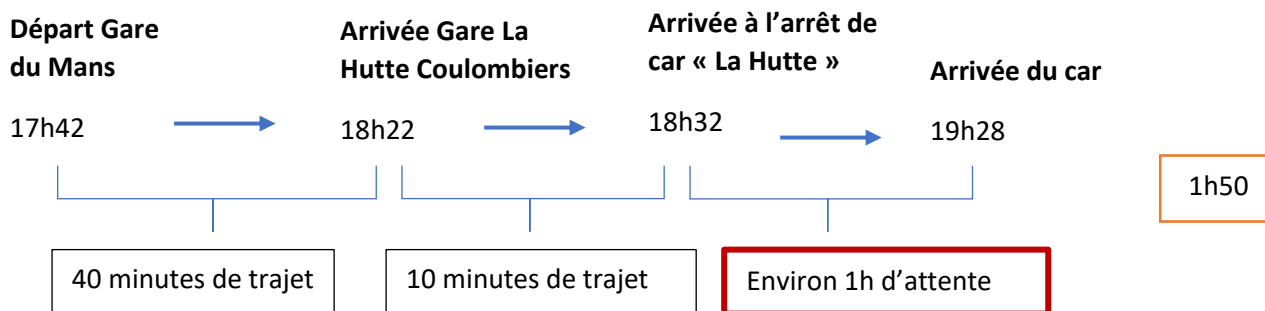 Départ Gare
du Mans
17h42
Arrivée Gare La
Hutte Coulombiers
18h22
Arrivée à l’arrêt de
car « La Hutte »
18h32
Arrivée du car
19h28
1h50
40 minutes de trajet
10 minutes de trajet
Environ 1h d’attente